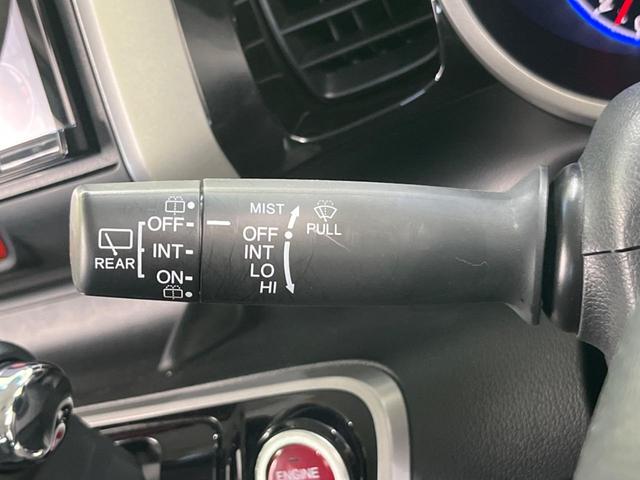 REAR
OFF
INT
ON
MIST
OFF
INT
LO
HI
PULL
ENGINE